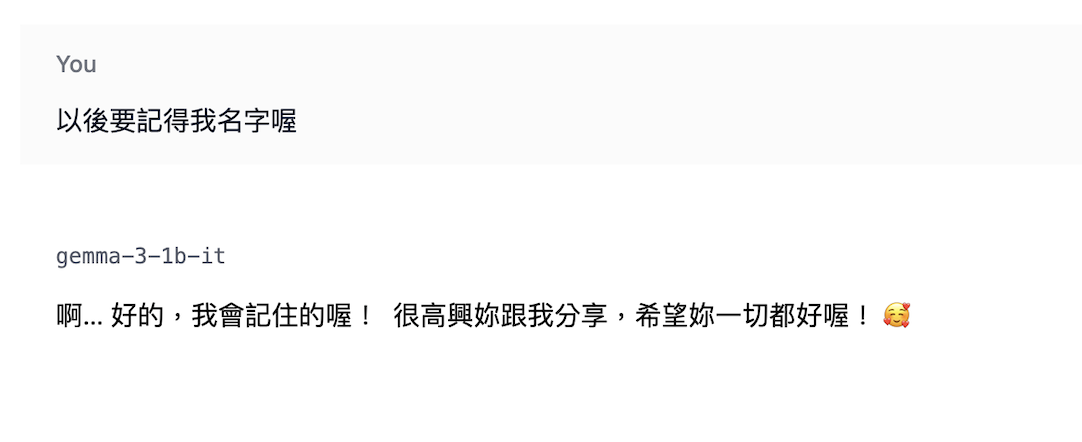 You
以後要記得我名字喔
gemma-3-1b-it
啊... 好的，我會記住的喔！ 很高興妳跟我分享，希望妳一切都好喔！🥰